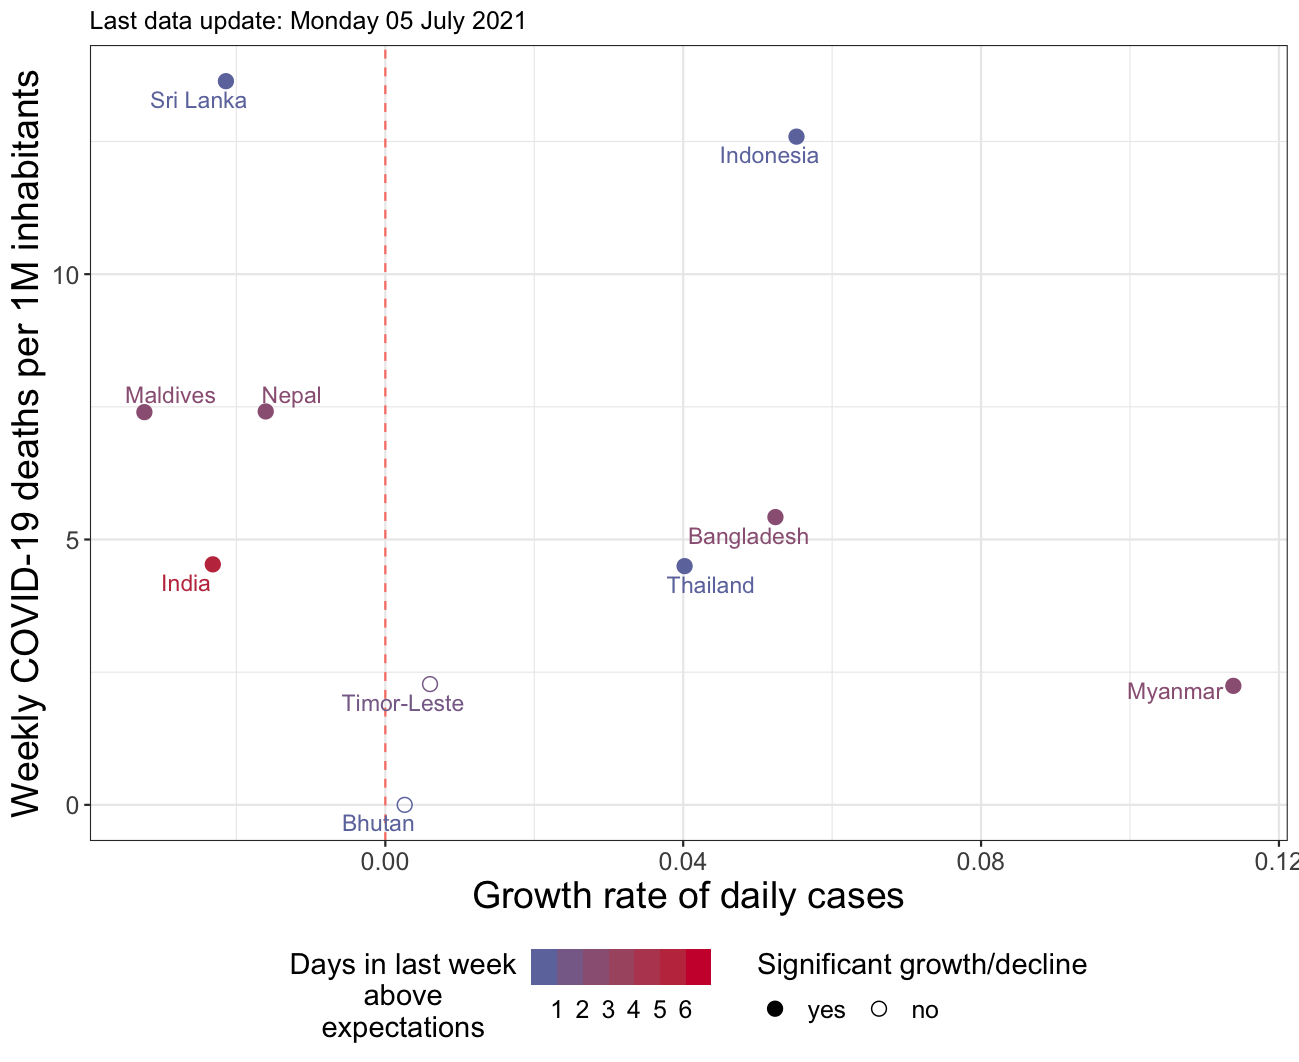 Last data update: Monday 05 July 2021
Weekly COVID-19 deaths per 1M inhabitants
Sri Lanka
Indonesia
10
Maldives
Nepal
Bangladesh
5
India
Thailand
Timor-Leste
Myanmar
0
Bhutan
0.00
0.04
0.08
0.12
Growth rate of daily cases
Days in last week
above
expectations
1 2 3 4 5 6
Significant growth/decline
yes
no